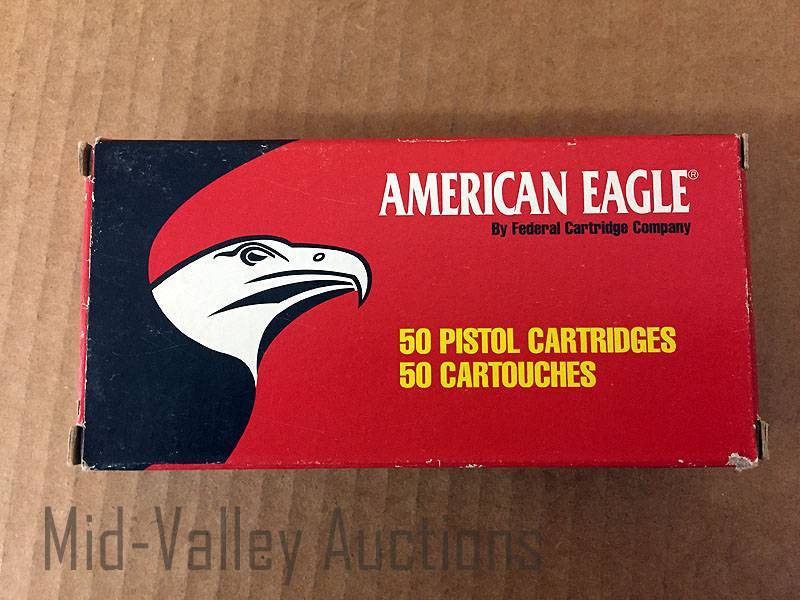 AMERICAN EAGLE®
By Federal Cartridge Company
50 PISTOL CARTRIDGES
50 CARTOUCHES
Mid-Valley Auctions